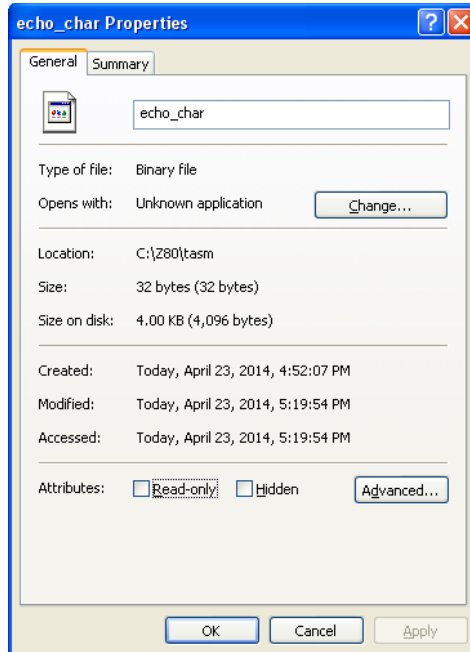 echo_char Properties
General Summary
echo_char
Type of file: Binary file
Opens with: Unknown application Change...
Location: C:\Z80\tasm
Size: 32 bytes (32 bytes)
Size on disk: 4.00 KB (4,096 bytes)
Created: Today, April 23, 2014, 4:52:07 PM
Modified: Today, April 23, 2014, 5:19:54 PM
Accessed: Today, April 23, 2014, 5:19:54 PM
Attributes: Read-only Hidden Advanced...
OK Cancel Apply